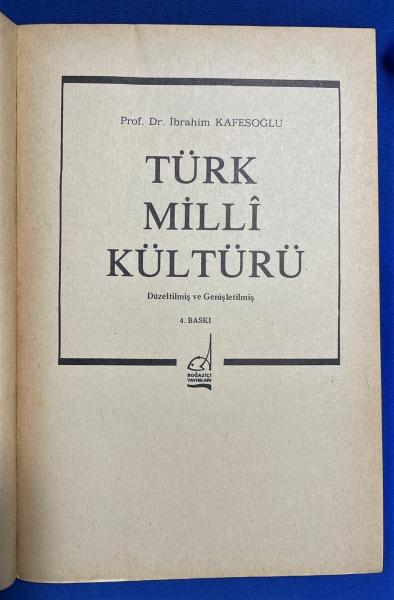 Prof. Dr. İbrahim KAFESOĞLU
TÜRK
MİLLÎ
KÜLTÜRÜ
Düzeltilmiş ve Genişletilmiş
4. BASKI
BOĞAZİÇİ
YAYINLARI